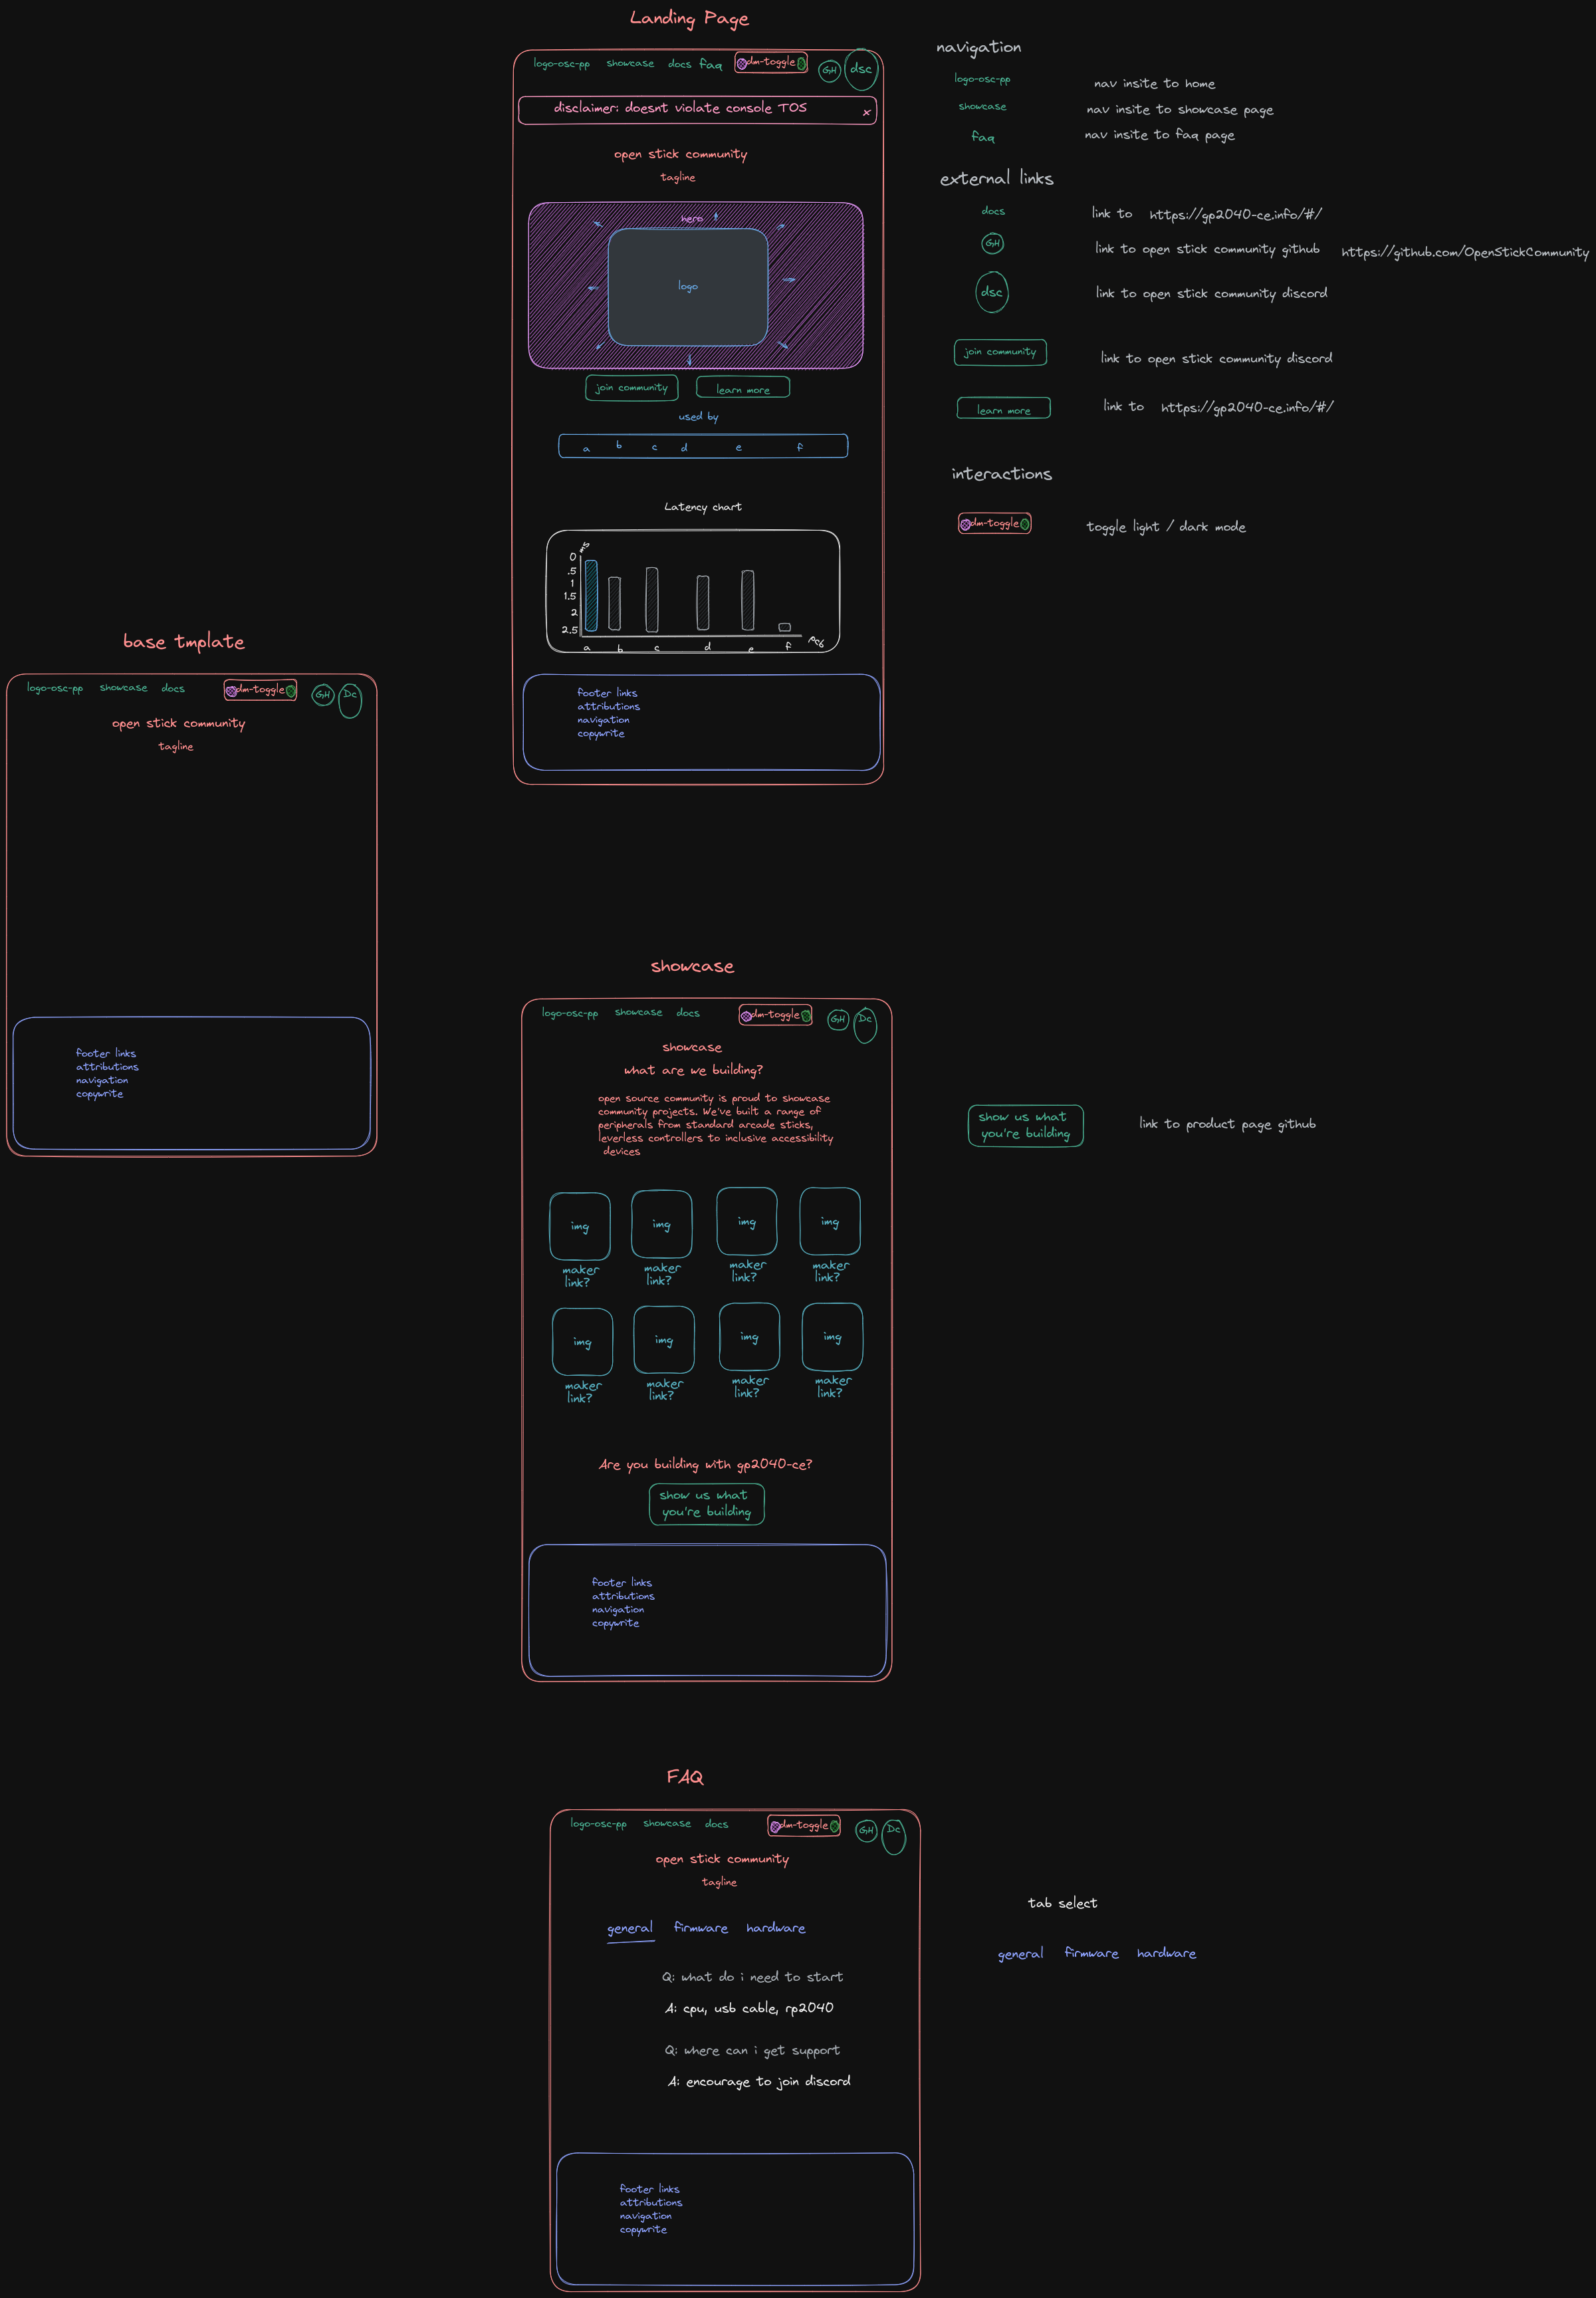 Landing Page
logo-osc-pp showcase docs faq dm-toggle GH dsc
disclaimer: doesnt violate console TOS x
open stick community
tagline
hero
logo
join community learn more
used by
a b c d e f
Latency chart
ms
0
.5
1
1.5
2
2.5
a b c d e f
pcb
footer links
attributions
navigation
copywrite
navigation
logo-osc-pp nav insite to home
showcase nav insite to showcase page
faq nav insite to faq page
external links
docs link to https://gp2040-ce.info/#/
GH link to open stick community github https://github.com/OpenStickCommunity
dsc link to open stick community discord
join community link to open stick community discord
learn more link to https://gp2040-ce.info/#/
interactions
dm-toggle toggle light / dark mode
base tmplate
logo-osc-pp showcase docs dm-toggle GH Dc
open stick community
tagline
footer links
attributions
navigation
copywrite
showcase
logo-osc-pp showcase docs dm-toggle GH Dc
showcase
what are we building?
open source community is proud to showcase
community projects. We've built a range of
peripherals from standard arcade sticks,
leverless controllers to inclusive accessibility
devices
img img img img
maker maker maker maker
link? link? link? link?
img img img img
maker maker maker maker
link? link? link? link?
Are you building with gp2040-ce?
show us what
you're building
footer links
attributions
navigation
copywrite
show us what
you're building
link to product page github
FAQ
logo-osc-pp showcase docs dm-toggle GH Dc
open stick community
tagline
general firmware hardware
Q: what do i need to start
A: cpu, usb cable, rp2040
Q: where can i get support
A: encourage to join discord
footer links
attributions
navigation
copywrite
tab select
general firmware hardware